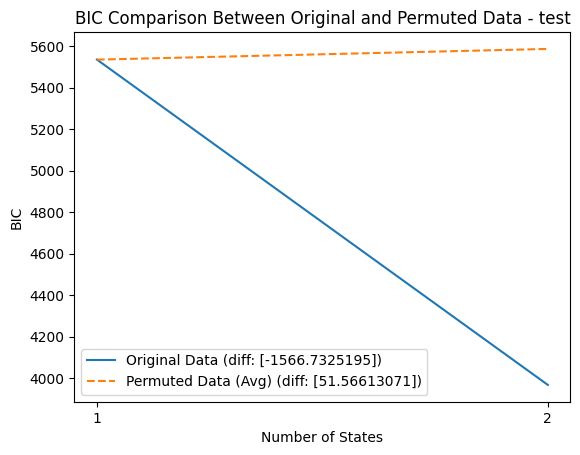 BIC Comparison Between Original and Permuted Data - test
BIC
5600
5400
5200
5000
4800
4600
4400
4200
4000
Original Data (diff: [-1566.7325195])
Permuted Data (Avg) (diff: [51.56613071])
1
2
Number of States